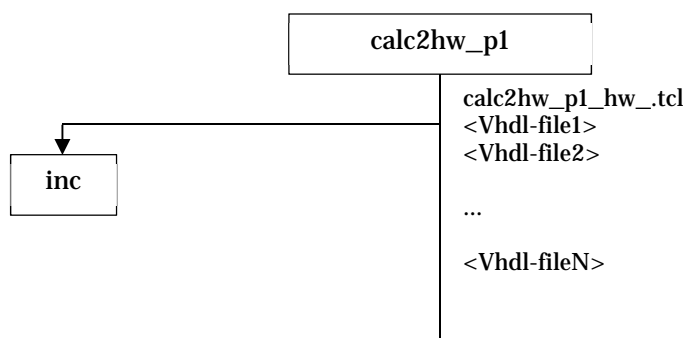 calc2hw_p1
calc2hw_p1_hw_.tcl
<Vhdl-file1>
<Vhdl-file2>
inc
...
<Vhdl-fileN>